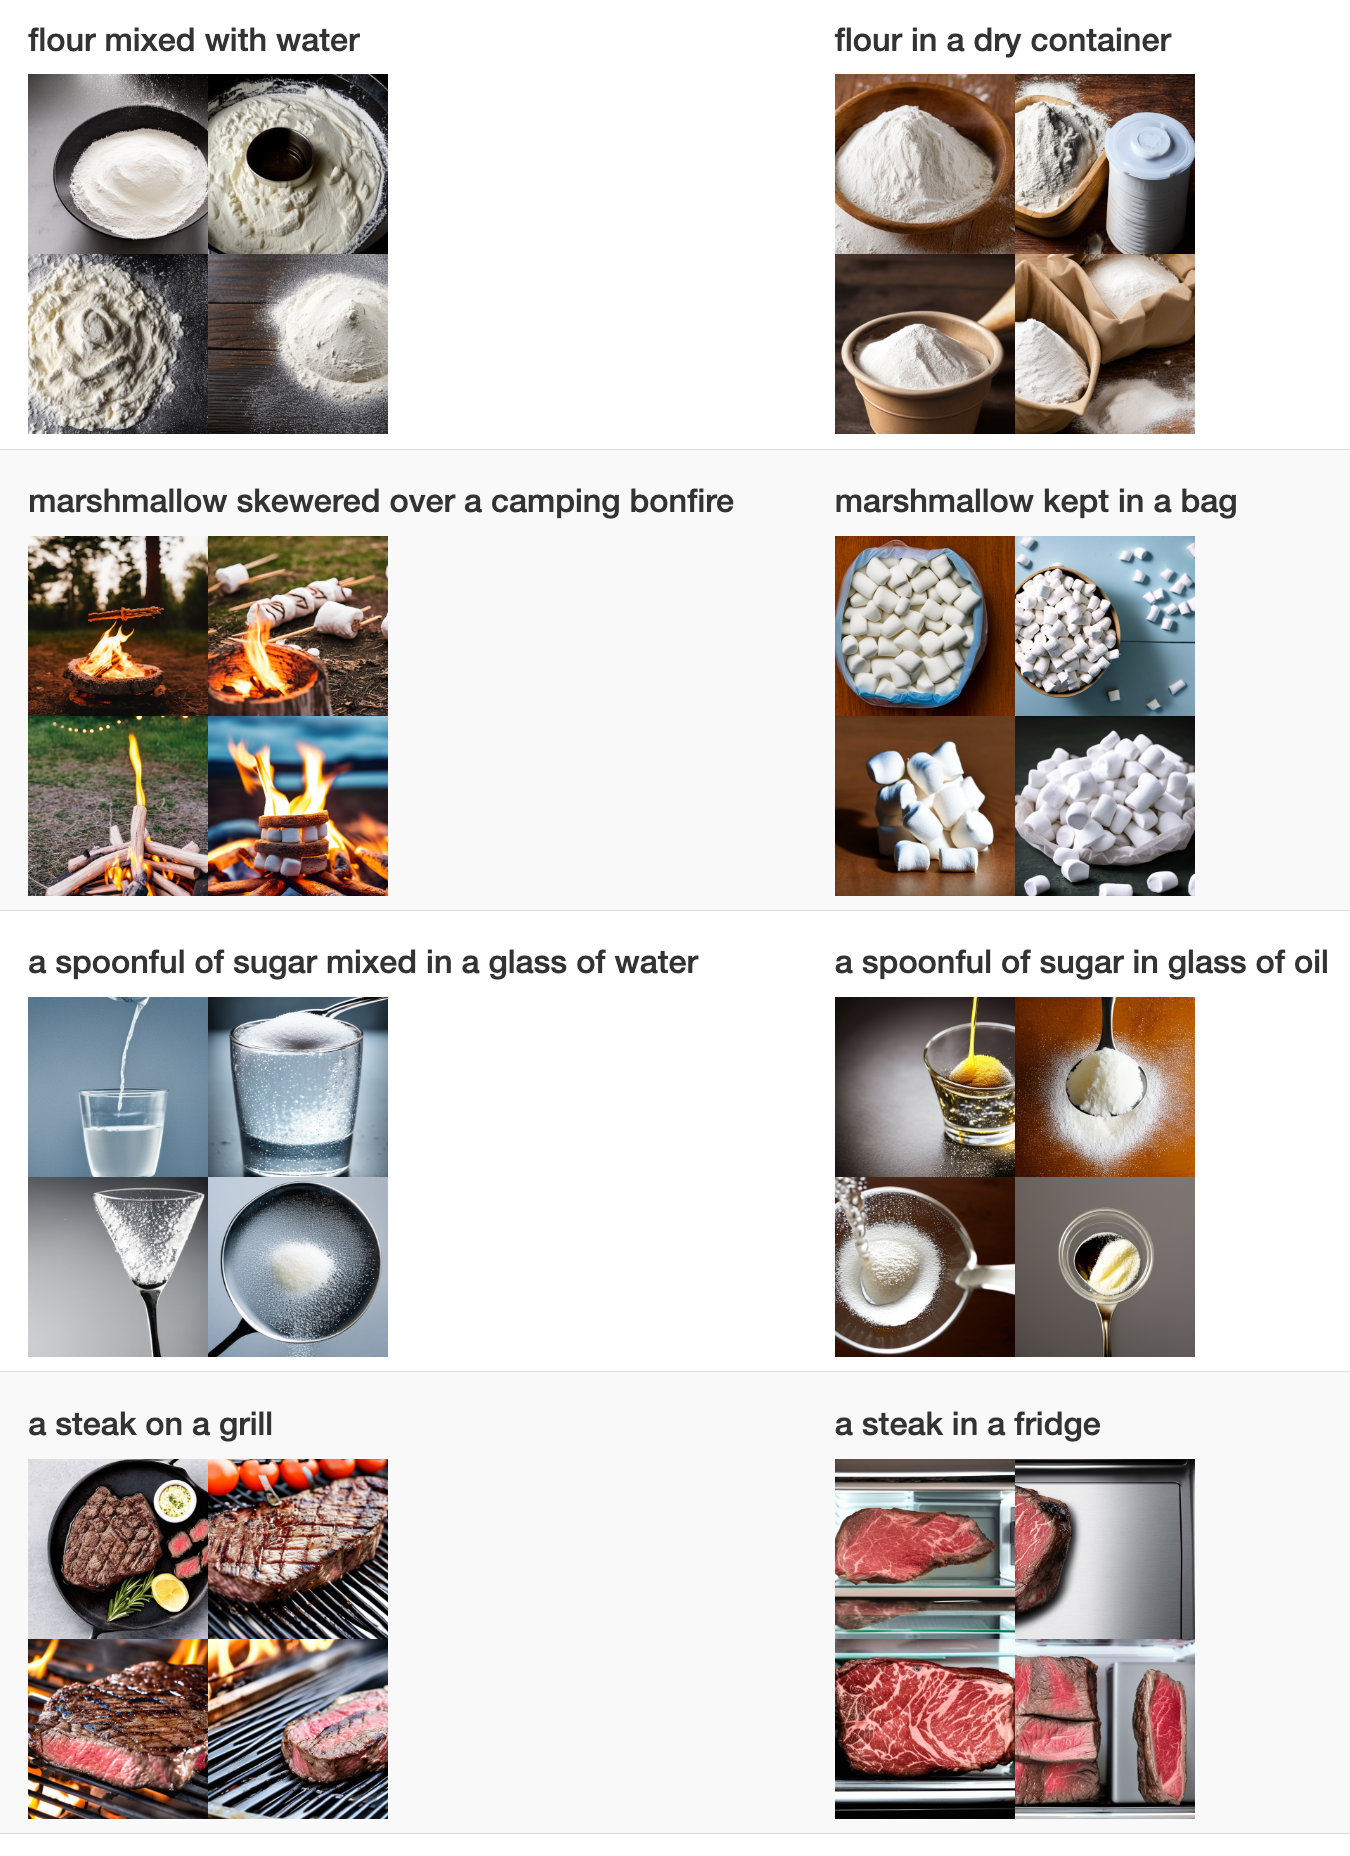 flour mixed with water
flour in a dry container
marshmallow skewered over a camping bonfire
marshmallow kept in a bag
a spoonful of sugar mixed in a glass of water
a spoonful of sugar in glass of oil
a steak on a grill
a steak in a fridge